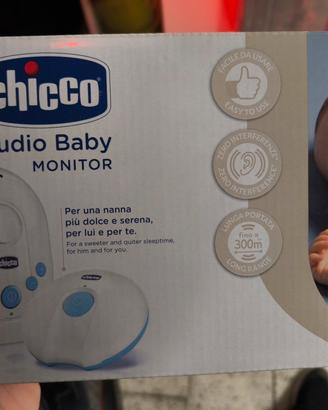 chicco
udio Baby
MONITOR
Per una nanna
più dolce e serena,
per lui e per te.
For a sweeter and quiter sleeptime,
for him and for you.
chicco
chicco
FACILE DA USARE
EASY TO USE
ZERO INTERFERENZE*
ZERO INTERFERENCE*
LUNGA PORTATA
fino a
300m
LONG RANGE